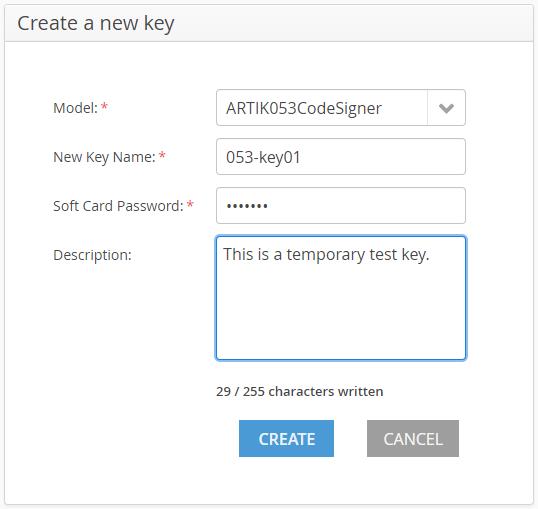 Create a new key
Model: * ARTIK053CodeSigner
New Key Name: * 053-key01
Soft Card Password: * •••••••
Description: This is a temporary test key.
29 / 255 characters written
CREATE CANCEL